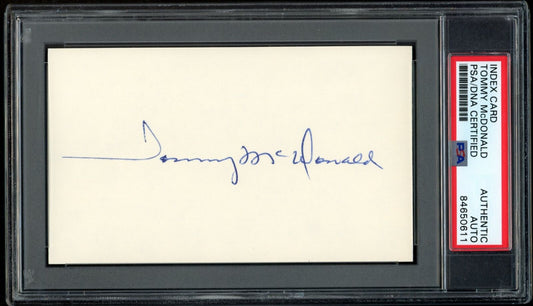 Tommy McDonald
INDEX CARD
TOMMY McDONALD
PSA/DNA CERTIFIED
PSA
AUTHENTIC
AUTO
84650611